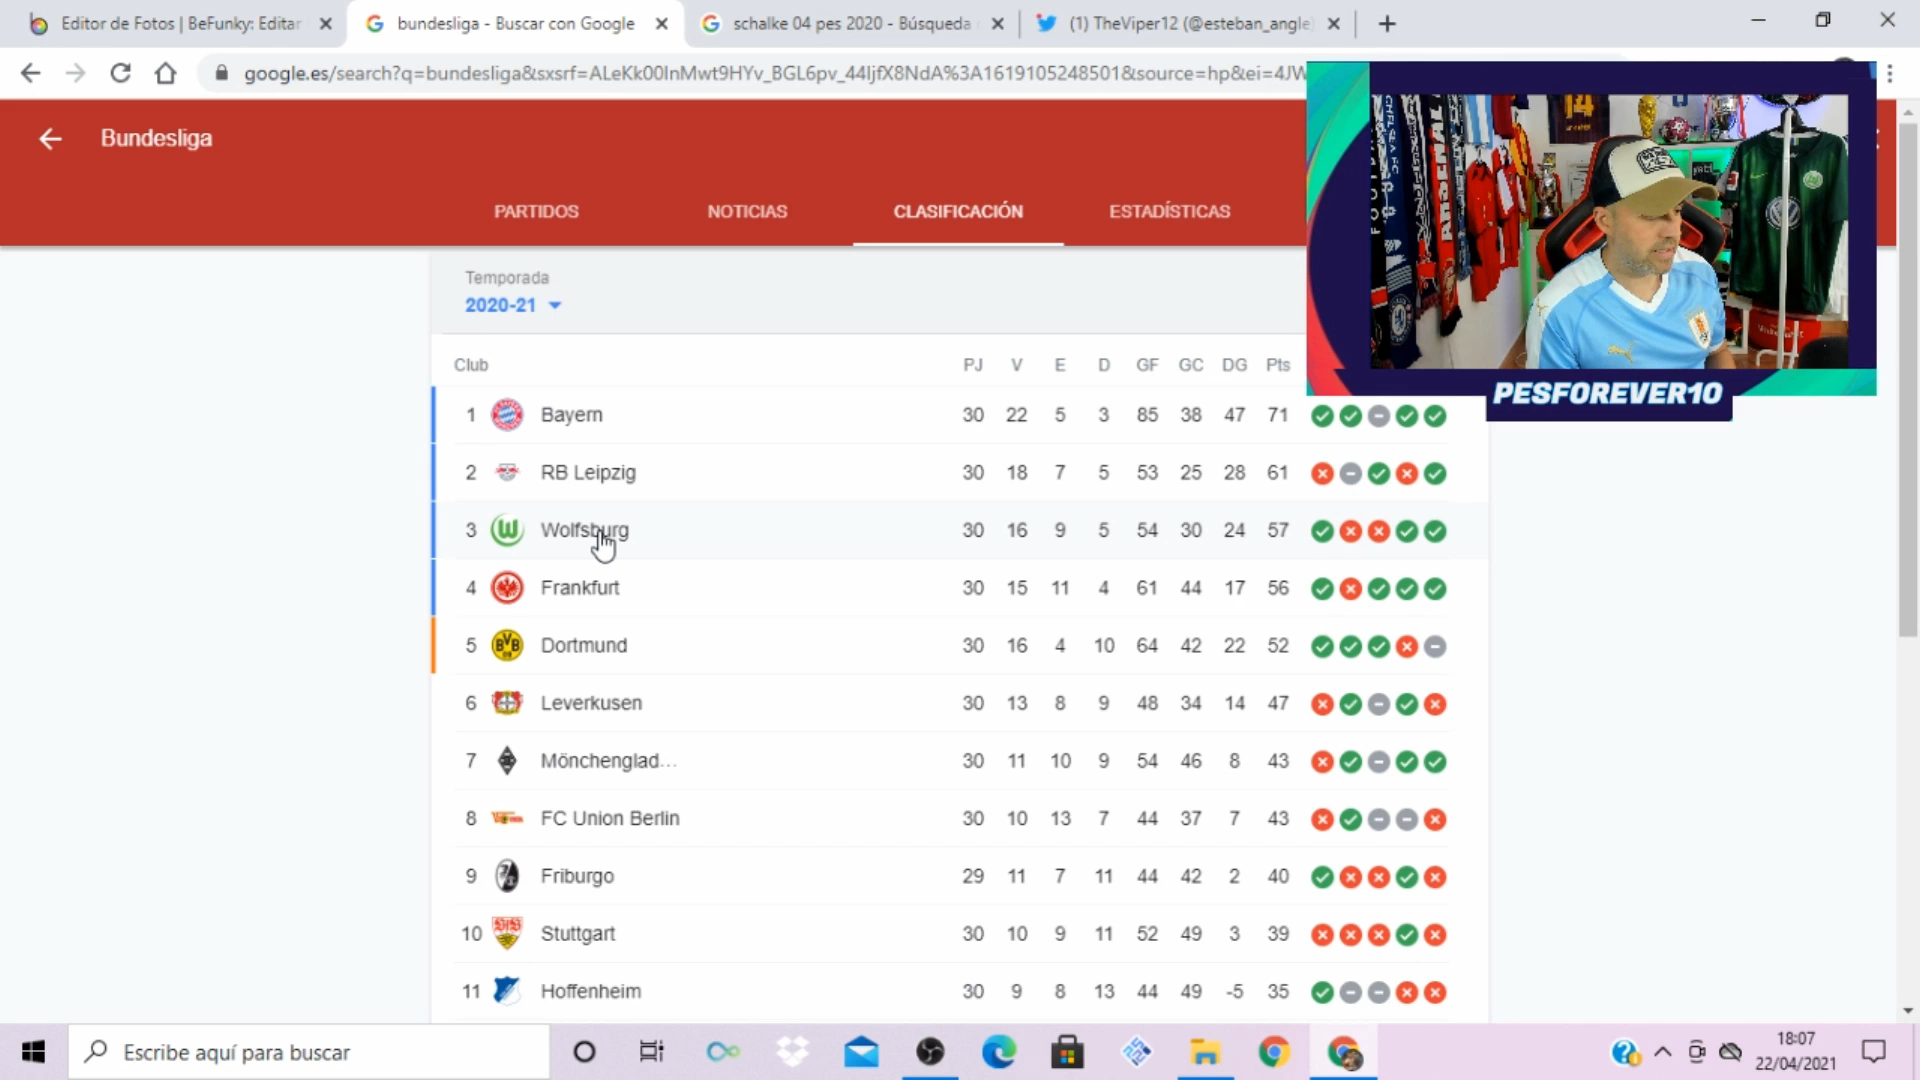 Editor de Fotos | BeFunky: Editar
bundesliga - Buscar con Google
schalke 04 pes 2020 - Búsqueda
(1) TheViper12 (@esteban_angle
google.es/search?q=bundesliga&sxsrf=ALeKk00InMwt9HYv_BGL6pv_44IjfX8NdA%3A1619105248501&source=hp&ei=4JW
Bundesliga
PARTIDOS NOTICIAS CLASIFICACIÓN ESTADÍSTICAS
ARSENAL
14
PESFOREVER10
Temporada
2020-21
Club PJ V E D GF GC DG Pts
1 Bayern 30 22 5 3 85 38 47 71
2 RB Leipzig 30 18 7 5 53 25 28 61
3 Wolfsburg 30 16 9 5 54 30 24 57
4 Frankfurt 30 15 11 4 61 44 17 56
5 BVB 09 Dortmund 30 16 4 10 64 42 22 52
6 Leverkusen 30 13 8 9 48 34 14 47
7 Mönchenglad... 30 11 10 9 54 46 8 43
8 FC Union Berlin 30 10 13 7 44 37 7 43
9 Friburgo 29 11 7 11 44 42 2 40
10 Stuttgart 30 10 9 11 52 49 3 39
11 Hoffenheim 30 9 8 13 44 49 -5 35
Escribe aquí para buscar
18:07
22/04/2021